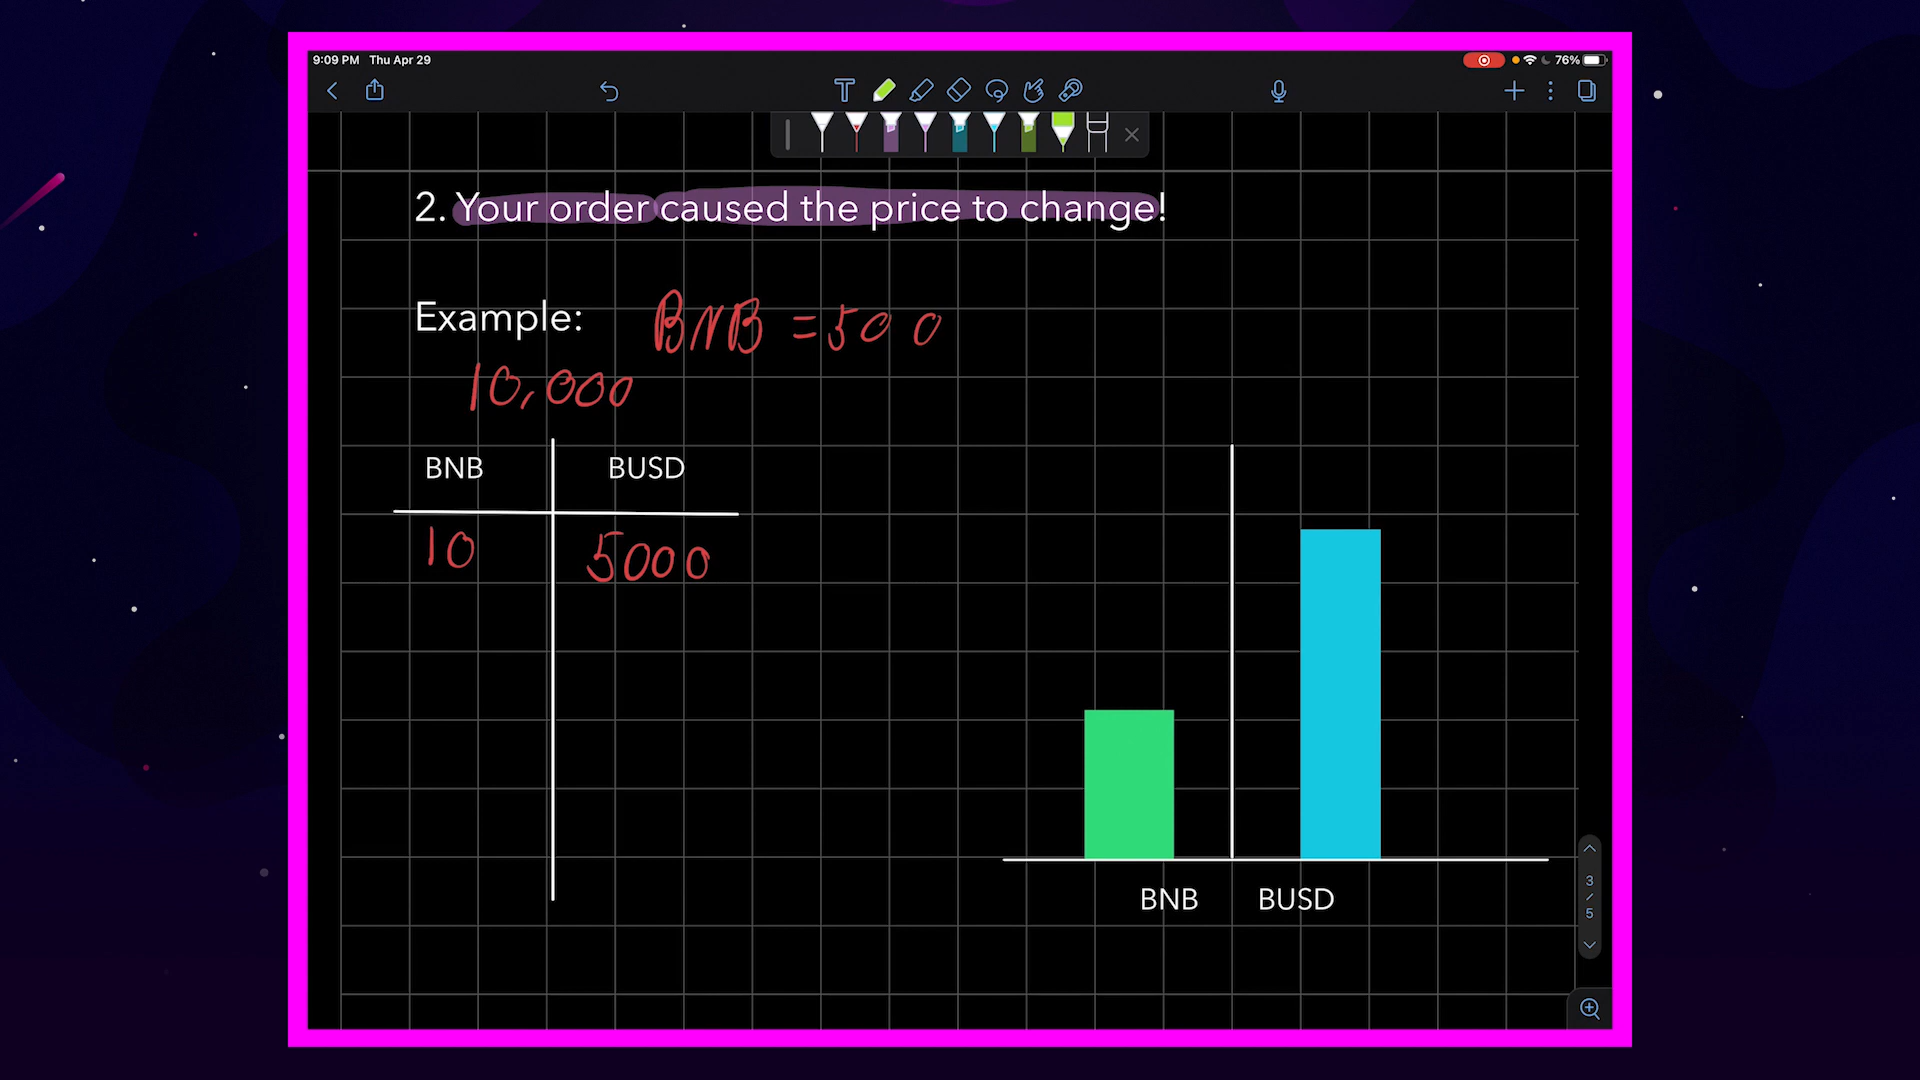 9:09 PM Thu Apr 29
76%
2. Your order caused the price to change!
Example: BNB = 500
10,000
BNB BUSD
10 5000
BNB BUSD
3
/
5